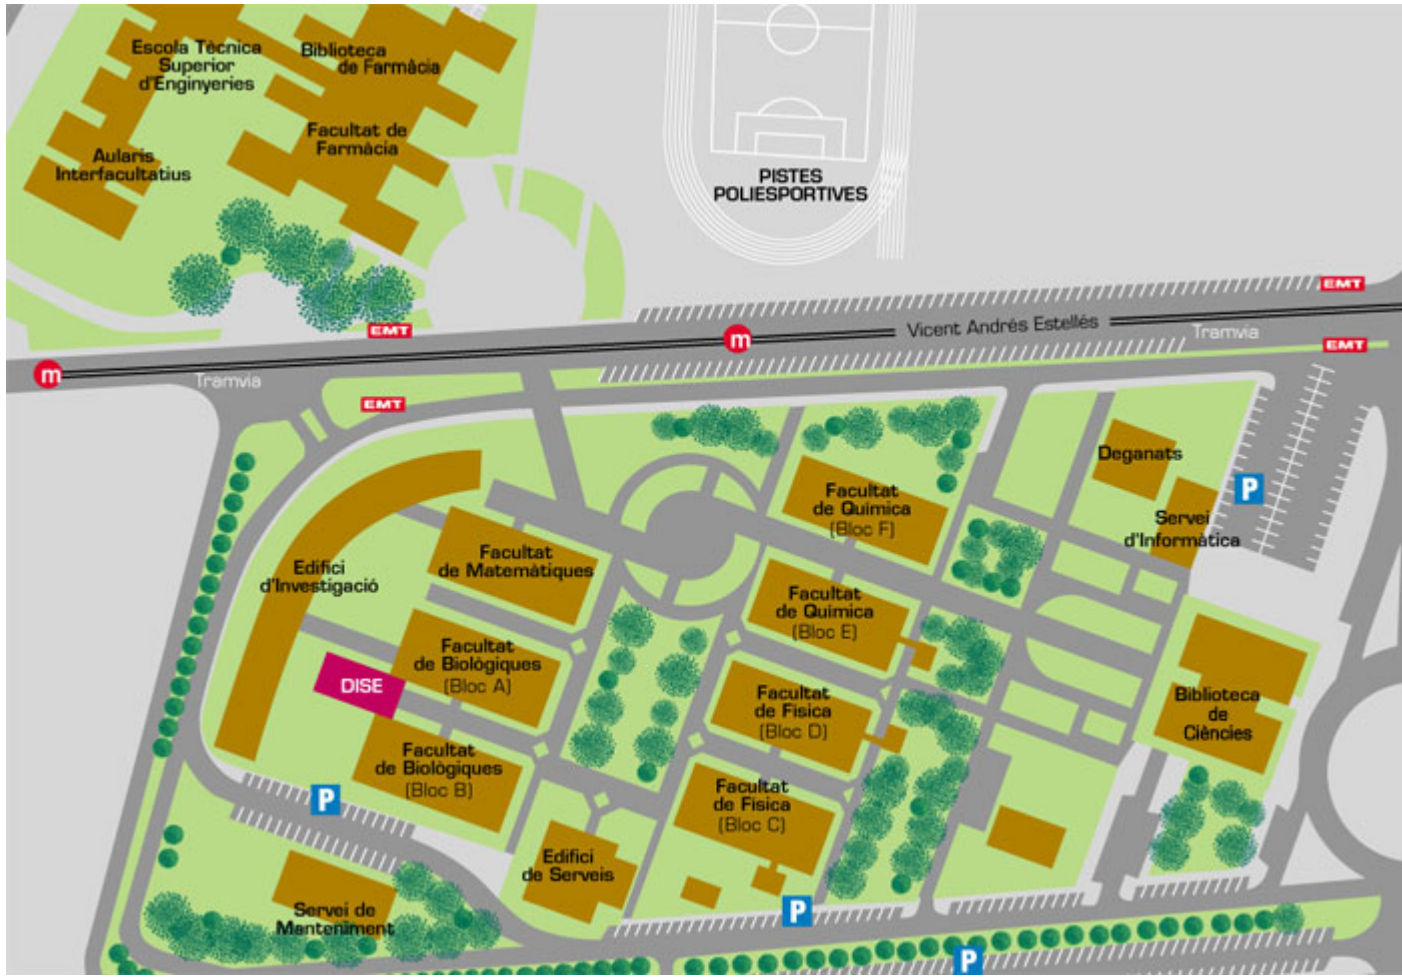 Escola Tècnica
Superior
d'Enginyeries
Biblioteca
de Farmàcia
Facultat de
Farmàcia
Aularis
Interfacultatius
PISTES
POLIESPORTIVES
EMT
EMT
m
Vicent Andrés Estellés
Tramvia
EMT
m
Tramvia
EMT
Deganats
P
Servei
d'Informàtica
Facultat
de Química
(Bloc F)
Facultat
de Matemàtiques
Edifici
d'Investigació
Facultat
de Química
(Bloc E)
Facultat
de Biològiques
(Bloc A)
DISE
Facultat
de Física
(Bloc D)
Biblioteca
de
Ciències
Facultat
de Biològiques
(Bloc B)
P
Facultat
de Física
(Bloc C)
Edifici
de Serveis
Servei de
Manteniment
P
P